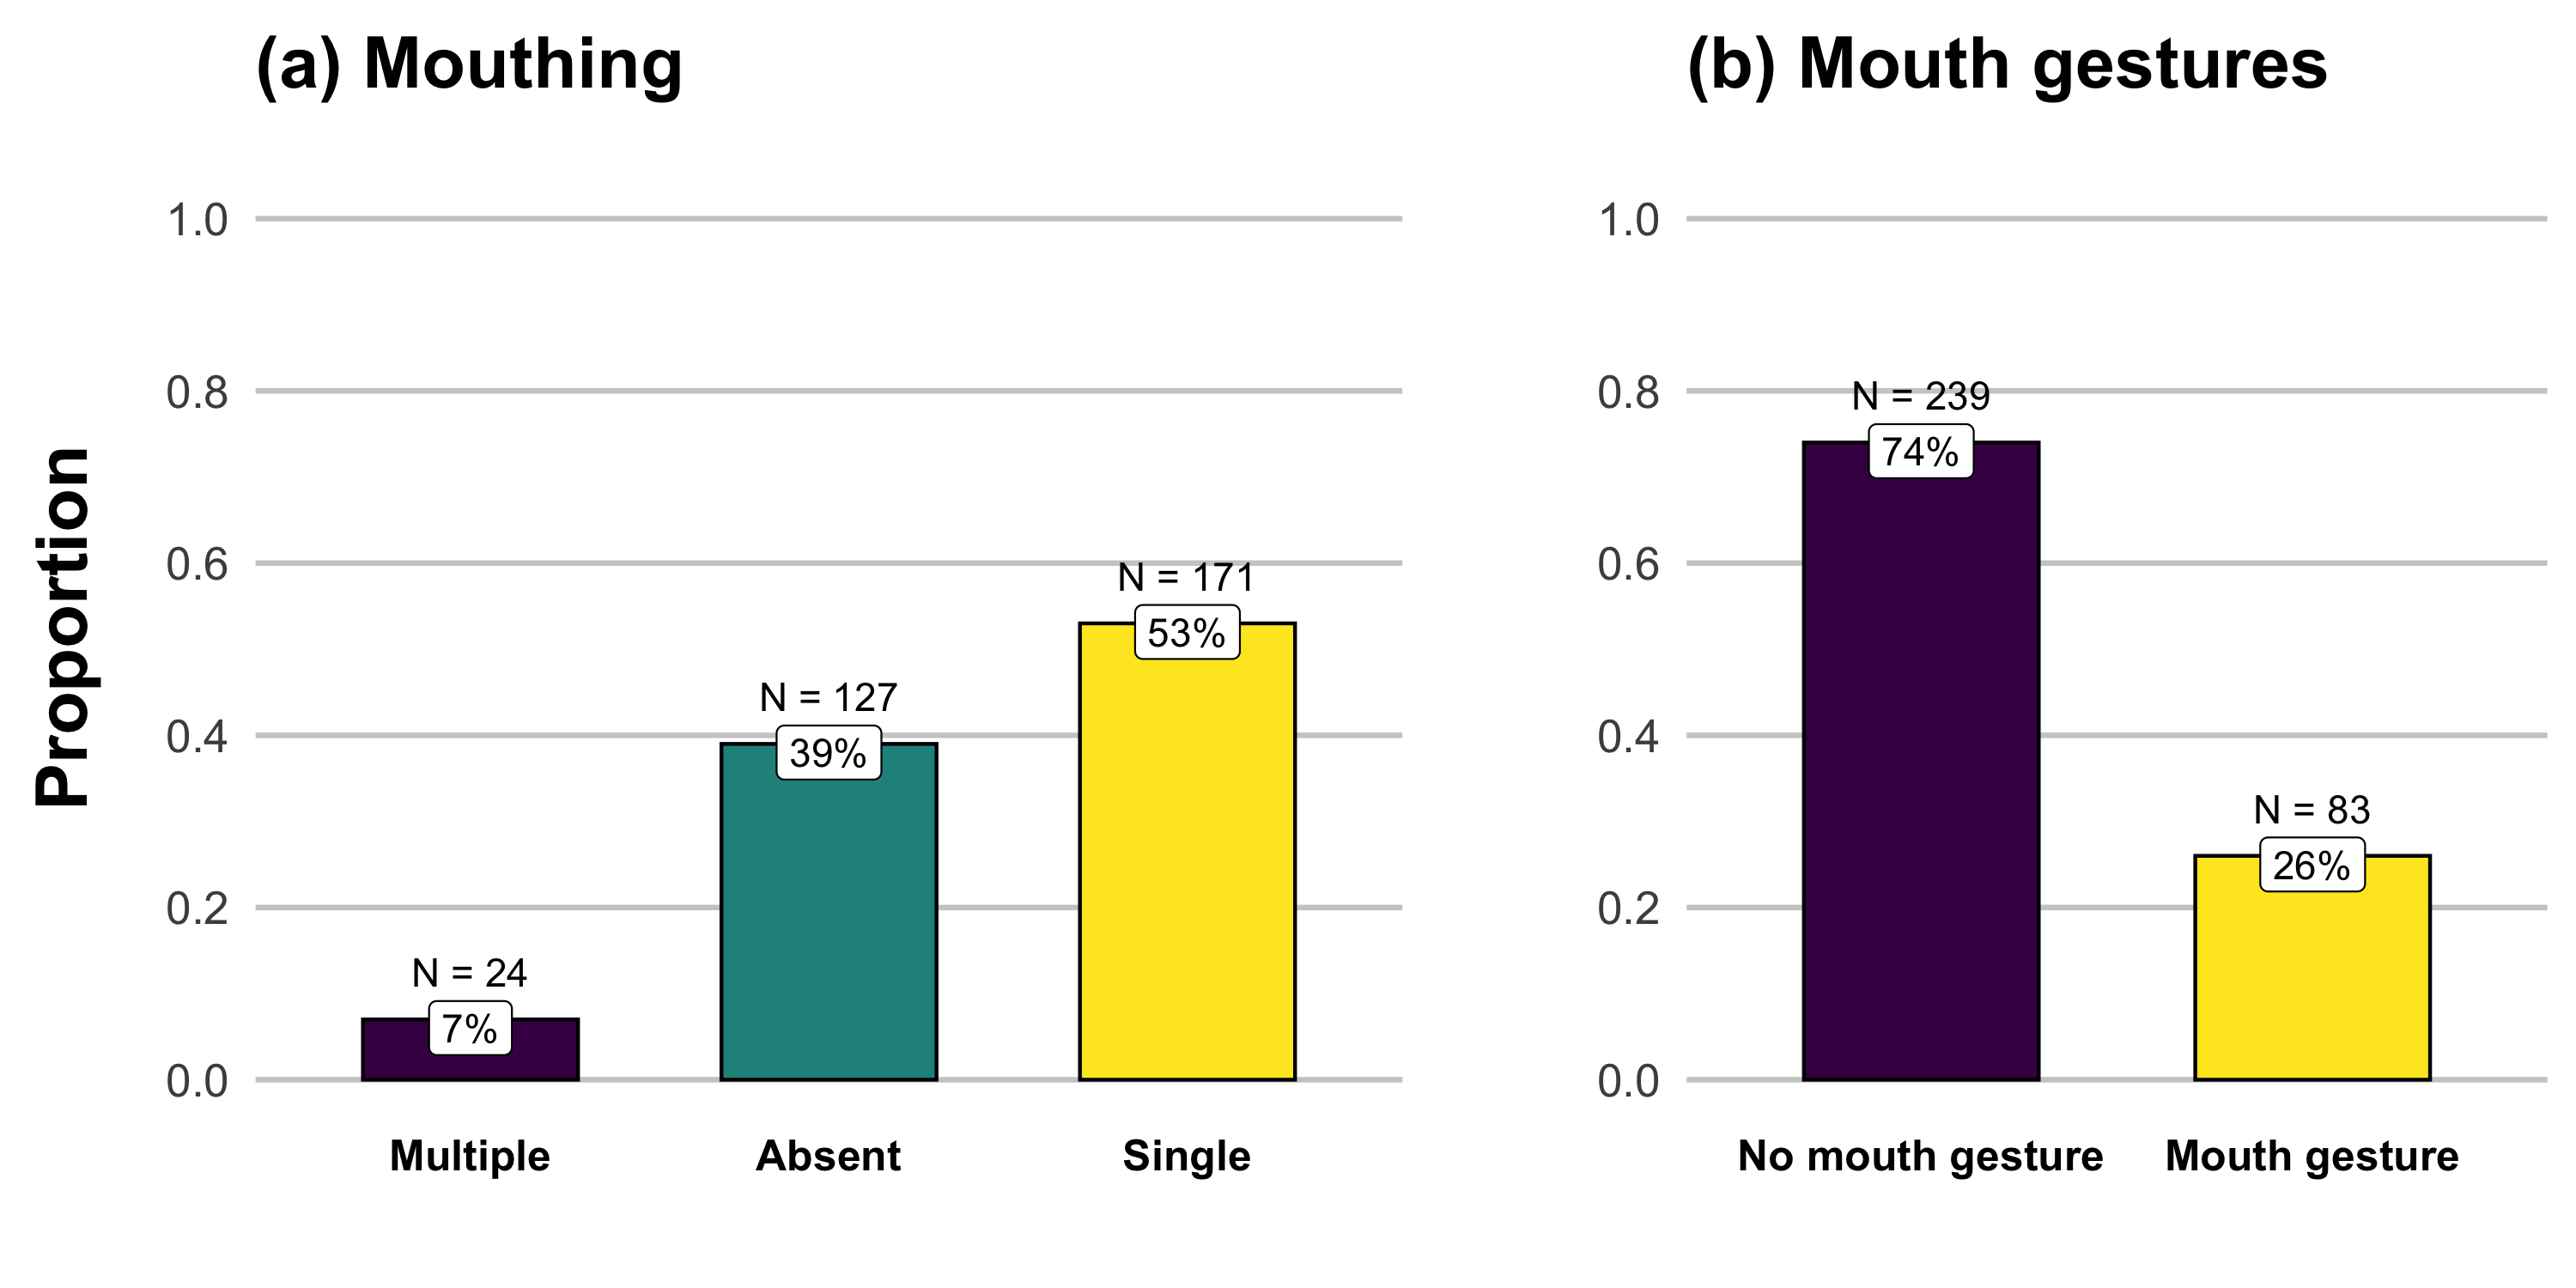 (a) Mouthing
Proportion
1.0
0.8
0.6
0.4
0.2
0.0
N = 24
7%
N = 127
39%
N = 171
53%
Multiple
Absent
Single
(b) Mouth gestures
1.0
0.8
0.6
0.4
0.2
0.0
N = 239
74%
N = 83
26%
No mouth gesture
Mouth gesture